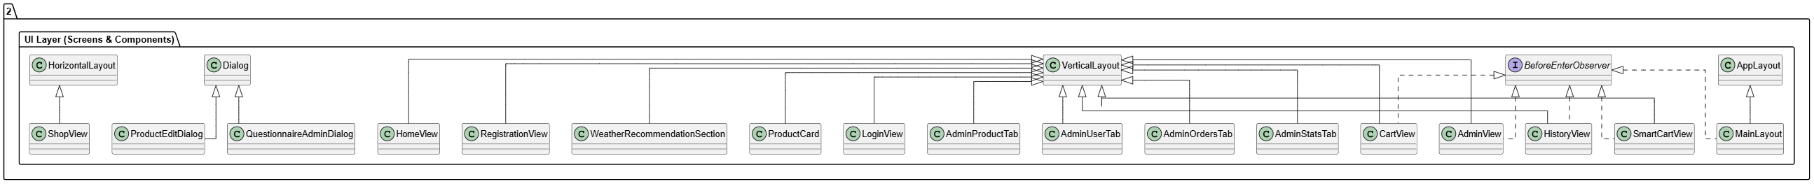 2
UI Layer (Screens & Components)
C HorizontalLayout
C Dialog
C VerticalLayout
I BeforeEnterObserver
C AppLayout
C ShopView
C ProductEditDialog
C QuestionnaireAdminDialog
C HomeView
C RegistrationView
C WeatherRecommendationSection
C ProductCard
C LoginView
C AdminProductTab
C AdminUserTab
C AdminOrdersTab
C AdminStatsTab
C CartView
C AdminView
C HistoryView
C SmartCartView
C MainLayout